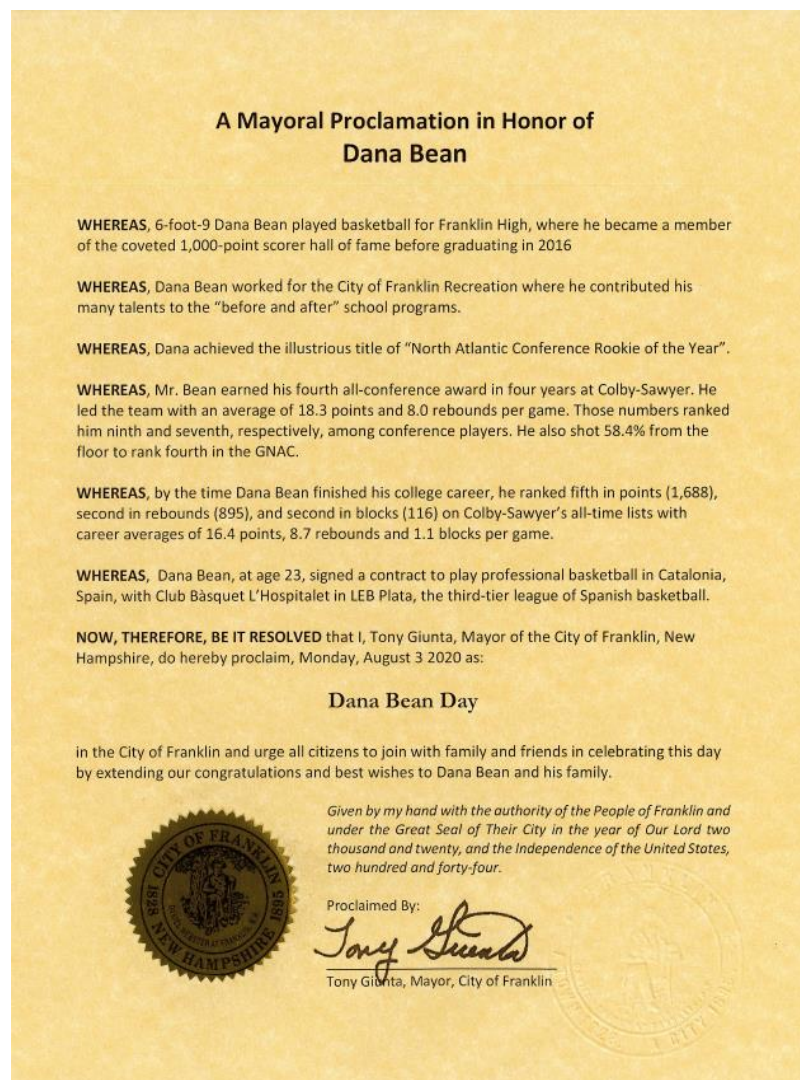 A Mayoral Proclamation in Honor of
Dana Bean
WHEREAS, 6-foot-9 Dana Bean played basketball for Franklin High, where he became a member
of the coveted 1,000-point scorer hall of fame before graduating in 2016
WHEREAS, Dana Bean worked for the City of Franklin Recreation where he contributed his
many talents to the “before and after” school programs.
WHEREAS, Dana achieved the illustrious title of “North Atlantic Conference Rookie of the Year”.
WHEREAS, Mr. Bean earned his fourth all-conference award in four years at Colby-Sawyer. He
led the team with an average of 18.3 points and 8.0 rebounds per game. Those numbers ranked
him ninth and seventh, respectively, among conference players. He also shot 58.4% from the
floor to rank fourth in the GNAC.
WHEREAS, by the time Dana Bean finished his college career, he ranked fifth in points (1,688),
second in rebounds (895), and second in blocks (116) on Colby-Sawyer’s all-time lists with
career averages of 16.4 points, 8.7 rebounds and 1.1 blocks per game.
WHEREAS, Dana Bean, at age 23, signed a contract to play professional basketball in Catalonia,
Spain, with Club Bàsquet L’Hospitalet in LEB Plata, the third-tier league of Spanish basketball.
NOW, THEREFORE, BE IT RESOLVED that I, Tony Giunta, Mayor of the City of Franklin, New
Hampshire, do hereby proclaim, Monday, August 3 2020 as:
Dana Bean Day
in the City of Franklin and urge all citizens to join with family and friends in celebrating this day
by extending our congratulations and best wishes to Dana Bean and his family.
Given by my hand with the authority of the People of Franklin and
under the Great Seal of Their City in the year of Our Lord two
thousand and twenty, and the Independence of the United States,
two hundred and forty-four.
CITY OF FRANKLIN
1828 1895
NEW HAMPSHIRE
Proclaimed By:
Tony Giunta
Tony Giunta, Mayor, City of Franklin